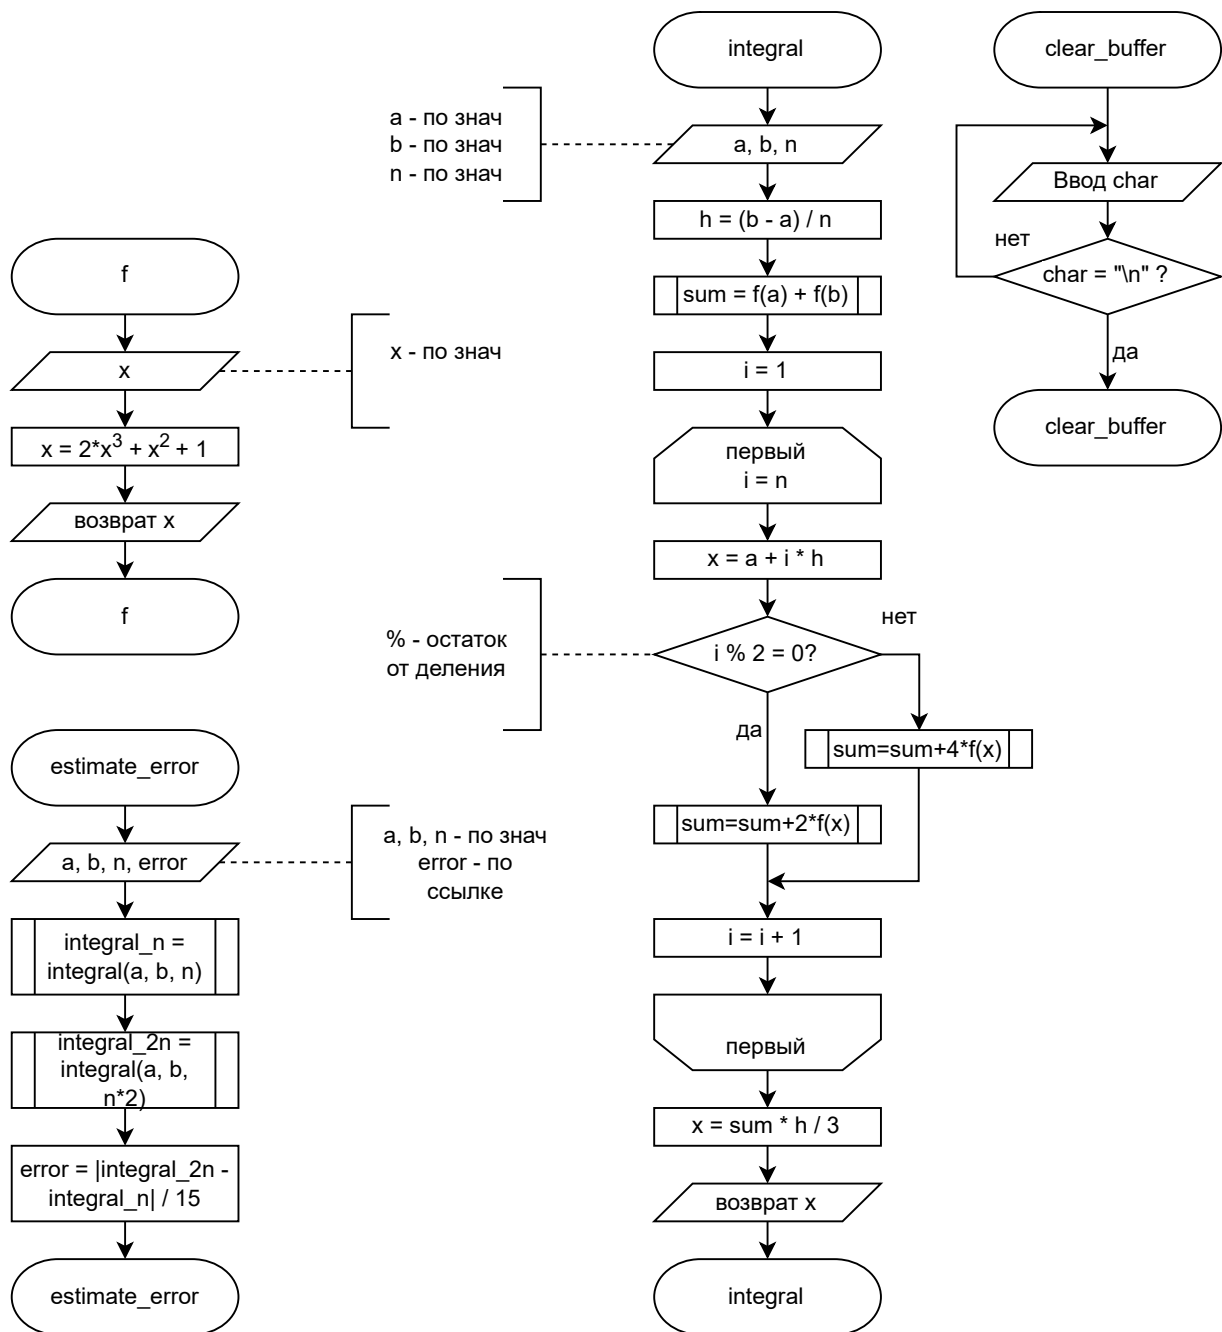 integral
a - по знач
b - по знач
n - по знач
a, b, n
h = (b - a) / n
sum = f(a) + f(b)
i = 1
первый
i = n
x = a + i * h
% - остаток
от деления
i % 2 = 0?
нет
да
sum=sum+4*f(x)
sum=sum+2*f(x)
i = i + 1
первый
x = sum * h / 3
возврат x
integral
clear_buffer
Ввод char
нет
char = "\n" ?
да
clear_buffer
f
x
x - по знач
x = 2*x³ + x² + 1
возврат x
f
estimate_error
a, b, n, error
a, b, n - по знач
error - по
ссылке
integral_n =
integral(a, b, n)
integral_2n =
integral(a, b,
n*2)
error = |integral_2n -
integral_n| / 15
estimate_error